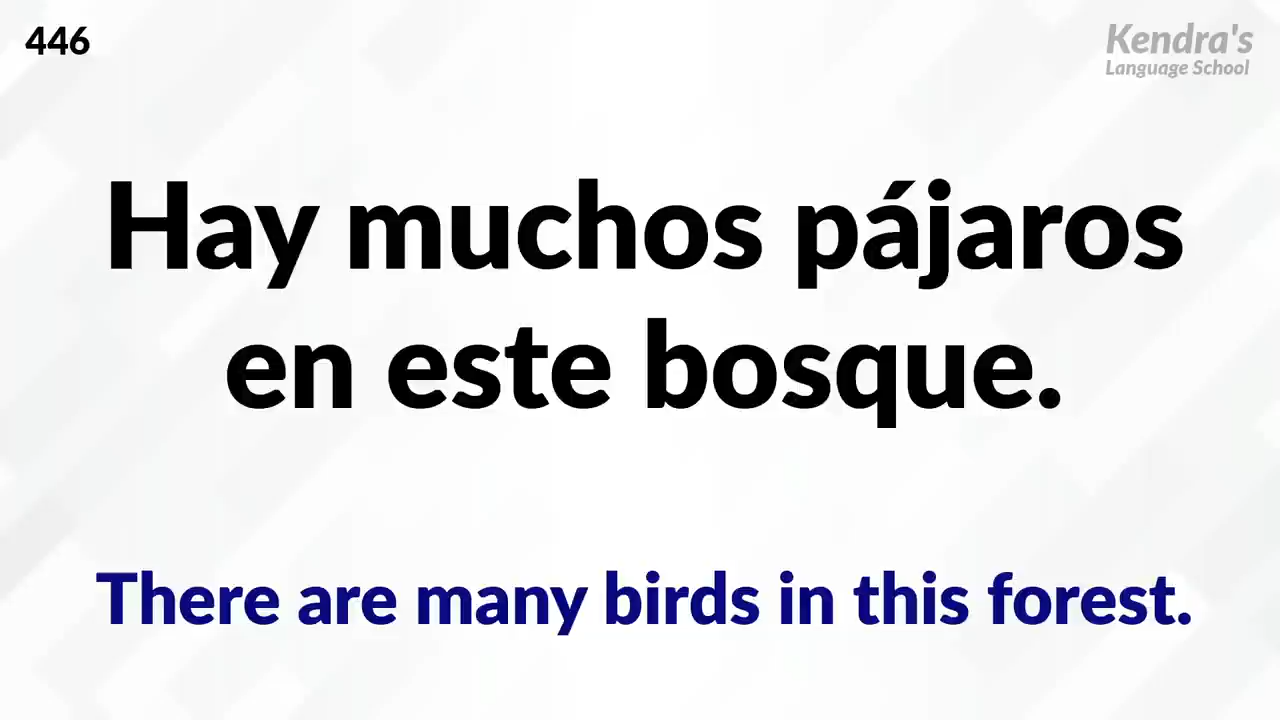 446
Kendra's
Language School
Hay muchos pájaros
en este bosque.
There are many birds in this forest.